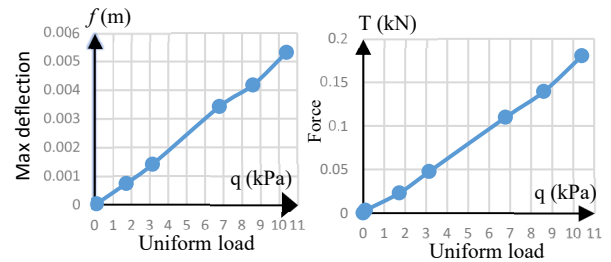 f (m)
0.006
0.005
0.004
0.003
0.002
0.001
0
Max deflection
q (kPa)
0 1 2 3 4 5 6 7 8 9 10 11
Uniform load
T (kN)
0.2
0.15
0.1
0.05
0
Force
q (kPa)
0 1 2 3 4 5 6 7 8 9 10 11
Uniform load